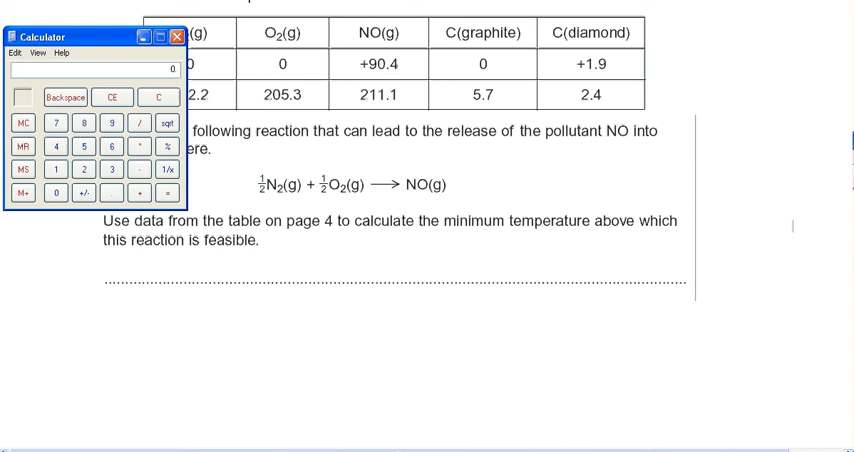 Calculator
Edit View Help
0.
Backspace CE C
MC 7 8 9 / sqrt
MR 4 5 6 * %
MS 1 2 3 - 1/x
M+ 0 +/- . + =
(g) O₂(g) NO(g) C(graphite) C(diamond)
0 0 +90.4 0 +1.9
2.2 205.3 211.1 5.7 2.4
following reaction that can lead to the release of the pollutant NO into
ere.
½N₂(g) + ½O₂(g) ⟶ NO(g)
Use data from the table on page 4 to calculate the minimum temperature above which
this reaction is feasible.